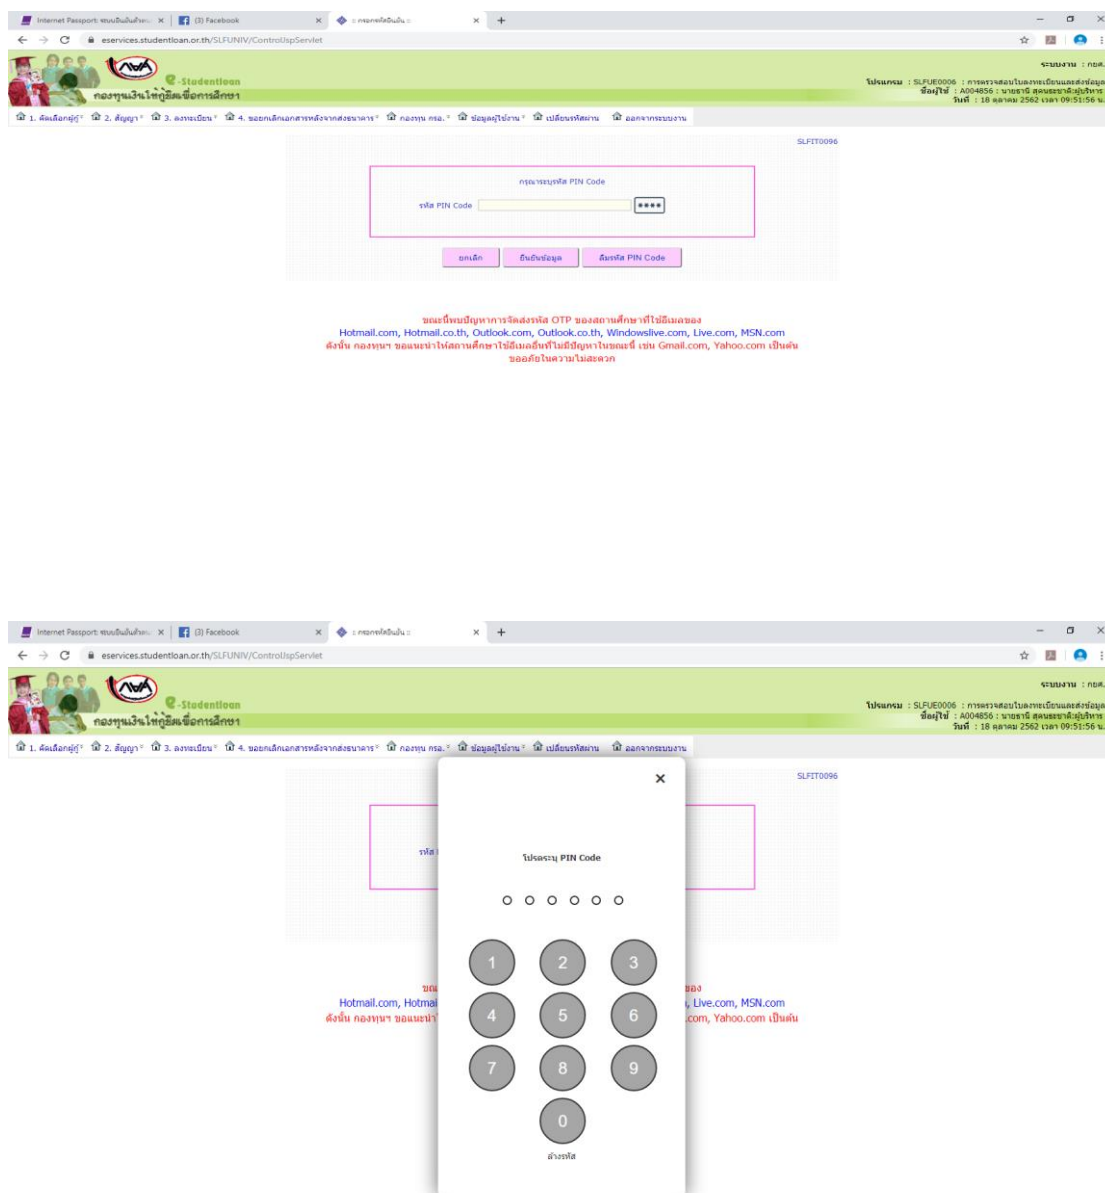 Internet Passport: ระบบยืนยันตัวตน
(3) Facebook
:: กรอกรหัสยืนยัน ::
eservices.studentloan.or.th/SLFUNIV/ControlJspServlet
กยศ
e-Studentloan
กองทุนเงินให้กู้ยืมเพื่อการศึกษา
ระบบงาน : กยศ.
โปรแกรม : SLFUE0006 : การตรวจสอบใบลงทะเบียนและส่งข้อมูล
ชื่อผู้ใช้ : A004856 : นายธานี สุคนธะชาติ:ผู้บริหาร
วันที่ : 18 ตุลาคม 2562 เวลา 09:51:56 น.
1. คัดเลือกผู้กู้ 2. สัญญา 3. ลงทะเบียน 4. ขอยกเลิกเอกสารหลังจากส่งธนาคาร กองทุน กรอ. ข้อมูลผู้ใช้งาน เปลี่ยนรหัสผ่าน ออกจากระบบงาน
SLFIT0096
กรุณาระบุรหัส PIN Code
รหัส PIN Code ****
ยกเลิก ยืนยันข้อมูล ลืมรหัส PIN Code
ขณะนี้พบปัญหาการจัดส่งรหัส OTP ของสถานศึกษาที่ใช้อีเมลของ
Hotmail.com, Hotmail.co.th, Outlook.com, Outlook.co.th, Windowslive.com, Live.com, MSN.com
ดังนั้น กองทุนฯ ขอแนะนำให้สถานศึกษาใช้อีเมลอื่นที่ไม่มีปัญหาในขณะนี้ เช่น Gmail.com, Yahoo.com เป็นต้น
ขออภัยในความไม่สะดวก
Internet Passport: ระบบยืนยันตัวตน
(3) Facebook
:: กรอกรหัสยืนยัน ::
eservices.studentloan.or.th/SLFUNIV/ControlJspServlet
กยศ
e-Studentloan
กองทุนเงินให้กู้ยืมเพื่อการศึกษา
ระบบงาน : กยศ.
โปรแกรม : SLFUE0006 : การตรวจสอบใบลงทะเบียนและส่งข้อมูล
ชื่อผู้ใช้ : A004856 : นายธานี สุคนธะชาติ:ผู้บริหาร
วันที่ : 18 ตุลาคม 2562 เวลา 09:51:56 น.
1. คัดเลือกผู้กู้ 2. สัญญา 3. ลงทะเบียน 4. ขอยกเลิกเอกสารหลังจากส่งธนาคาร กองทุน กรอ. ข้อมูลผู้ใช้งาน เปลี่ยนรหัสผ่าน ออกจากระบบงาน
SLFIT0096
รหัส
โปรดระบุ PIN Code
1 2 3
4 5 6
7 8 9
0
ล้างรหัส
ขณ ของ
Hotmail.com, Hotmai , Live.com, MSN.com
ดังนั้น กองทุนฯ ขอแนะนำ .com, Yahoo.com เป็นต้น